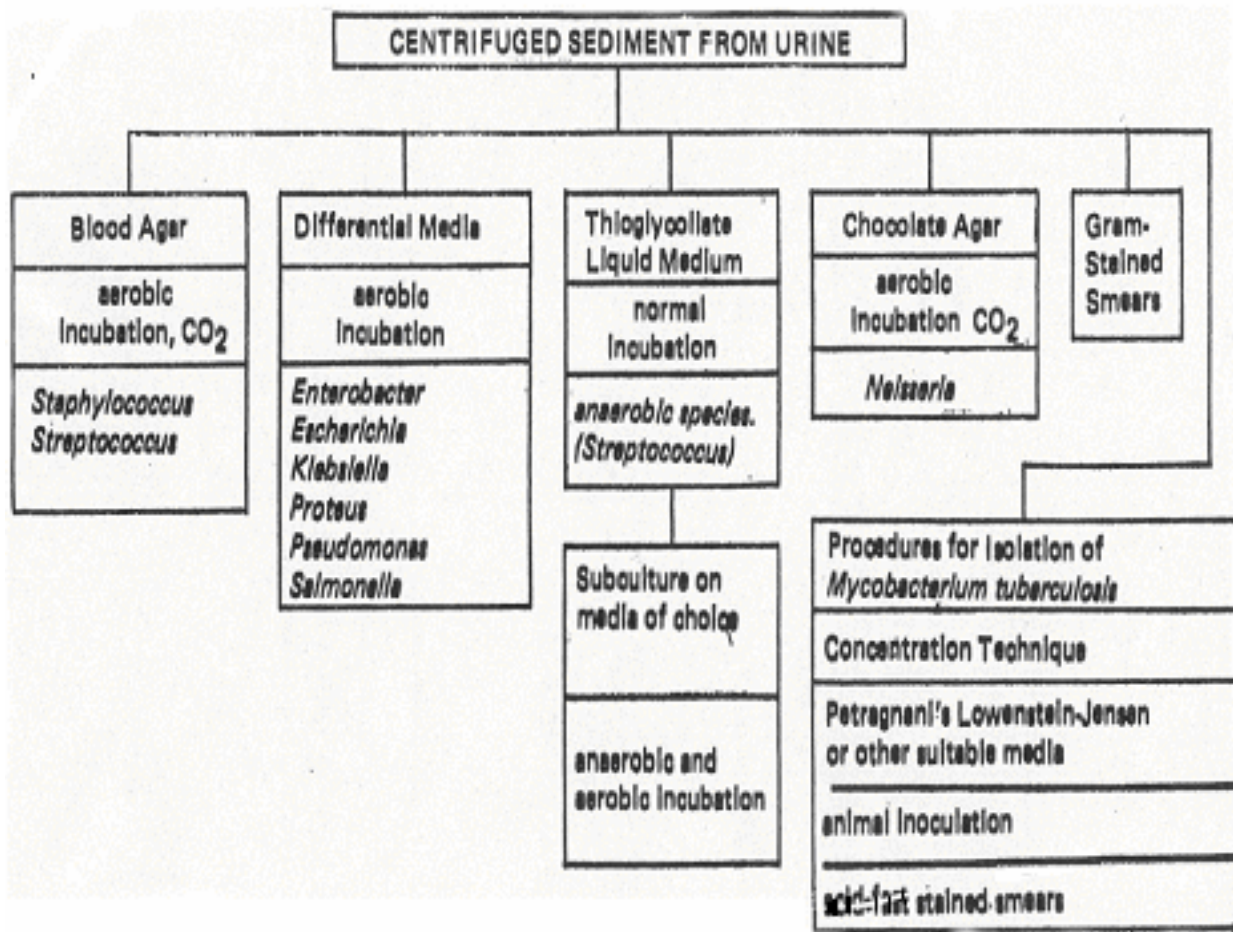 CENTRIFUGED SEDIMENT FROM URINE
Blood Agar
aerobic
Incubation, CO2
Staphylococcus
Streptococcus
Differential Media
aerobic
Incubation
Enterobacter
Escherichia
Klebsiella
Proteus
Pseudomonas
Salmonella
Thioglycollate
Liquid Medium
normal
Incubation
anaerobic species.
(Streptococcus)
Subculture on
media of choice
anaerobic and
aerobic incubation
Chocolate Agar
aerobic
Incubation CO2
Neisseria
Gram-
Stained
Smears
Procedures for Isolation of
Mycobacterium tuberculosis
Concentration Technique
Petragnani's Lowenstein-Jensen
or other suitable media
animal inoculation
acid-fast stained smears